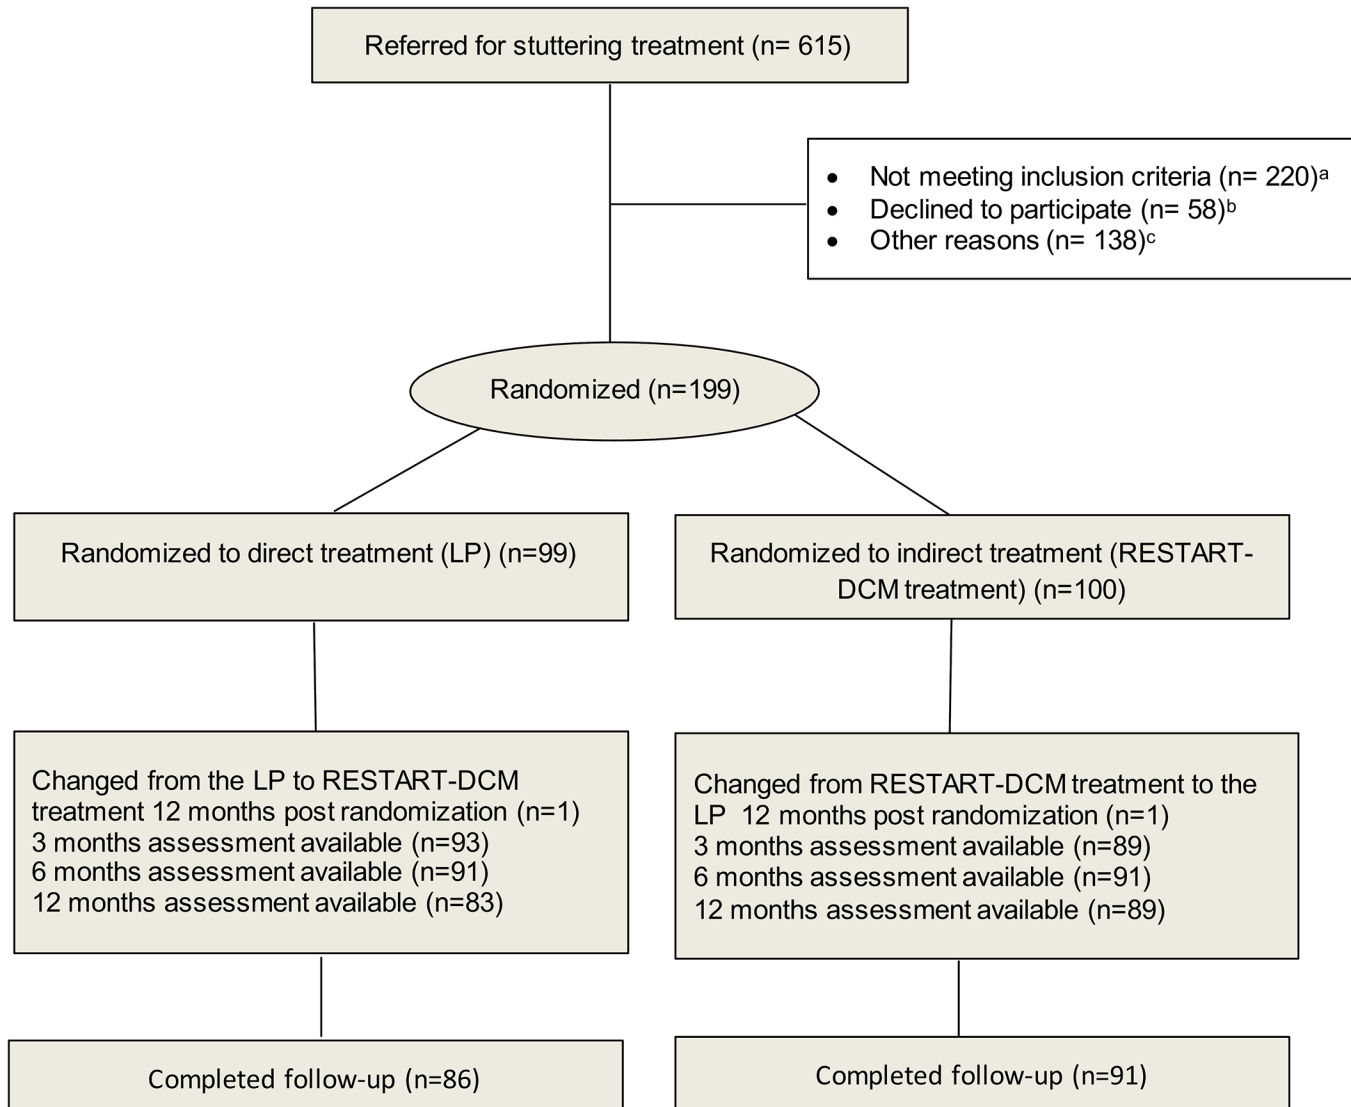 Referred for stuttering treatment (n= 615)
• Not meeting inclusion criteria (n= 220)ᵃ
• Declined to participate (n= 58)ᵇ
• Other reasons (n= 138)ᶜ
Randomized (n=199)
Randomized to direct treatment (LP) (n=99)
Randomized to indirect treatment (RESTART-
DCM treatment) (n=100)
Changed from the LP to RESTART-DCM
treatment 12 months post randomization (n=1)
3 months assessment available (n=93)
6 months assessment available (n=91)
12 months assessment available (n=83)
Changed from RESTART-DCM treatment to the
LP 12 months post randomization (n=1)
3 months assessment available (n=89)
6 months assessment available (n=91)
12 months assessment available (n=89)
Completed follow-up (n=86)
Completed follow-up (n=91)